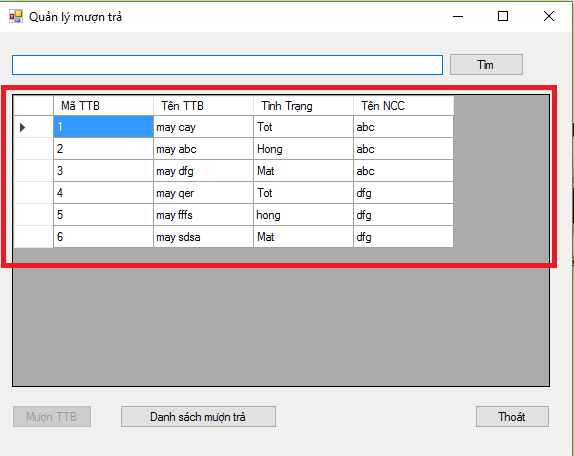 Quản lý mượn trả
Tìm
Mã TTB Tên TTB Tình Trạng Tên NCC
1 may cay Tot abc
2 may abc Hong abc
3 may dfg Mat abc
4 may qer Tot dfg
5 may fffs hong dfg
6 may sdsa Mat dfg
Mượn TTB Danh sách mượn trả Thoát